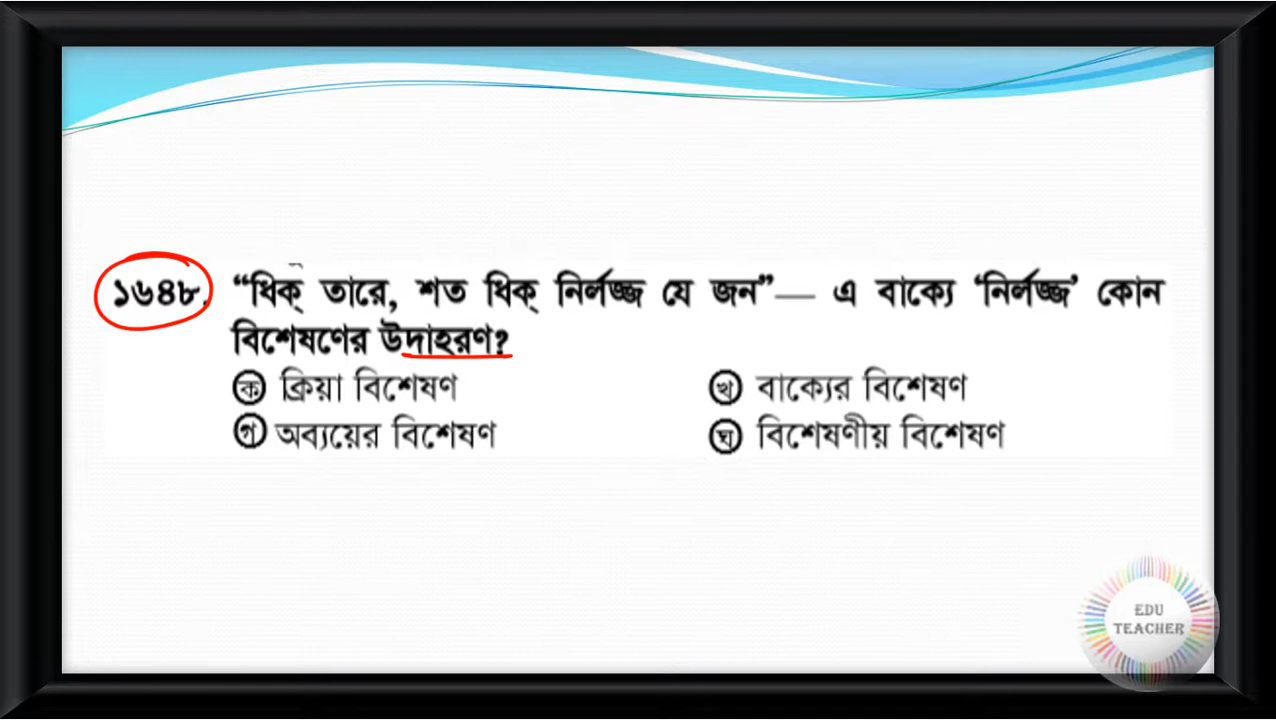 ১৬৪৮. “ধিক্ তারে, শত ধিক্ নির্লজ্জ যে জন”— এ বাক্যে ‘নির্লজ্জ’ কোন
বিশেষণের উদাহরণ?
ক ক্রিয়া বিশেষণ খ বাক্যের বিশেষণ
গ অব্যয়ের বিশেষণ ঘ বিশেষণীয় বিশেষণ
EDU
TEACHER